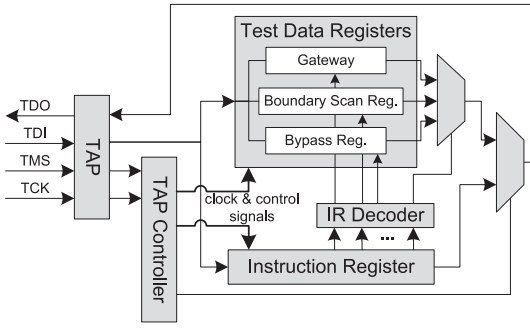 Test Data Registers
Gateway
Boundary Scan Reg.
Bypass Reg.
TDO
TDI
TMS
TCK
TAP
TAP Controller
clock & control
signals
IR Decoder
...
Instruction Register